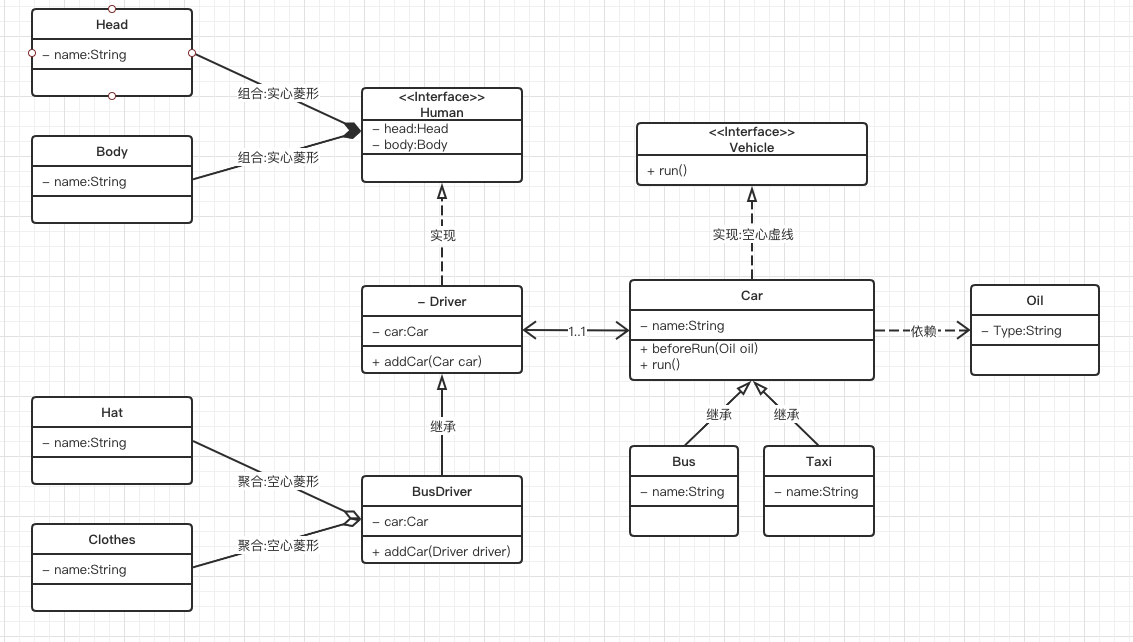 Head
– name:String
组合:实心菱形
Body
– name:String
组合:实心菱形
<<Interface>>
Human
– head:Head
– body:Body
<<Interface>>
Vehicle
+ run()
实现
实现:空心虚线
– Driver
– car:Car
+ addCar(Car car)
1..1
Car
– name:String
+ beforeRun(Oil oil)
+ run()
依赖
Oil
– Type:String
继承
继承
继承
Hat
– name:String
聚合:空心菱形
Clothes
– name:String
聚合:空心菱形
BusDriver
– car:Car
+ addCar(Driver driver)
Bus
– name:String
Taxi
– name:String